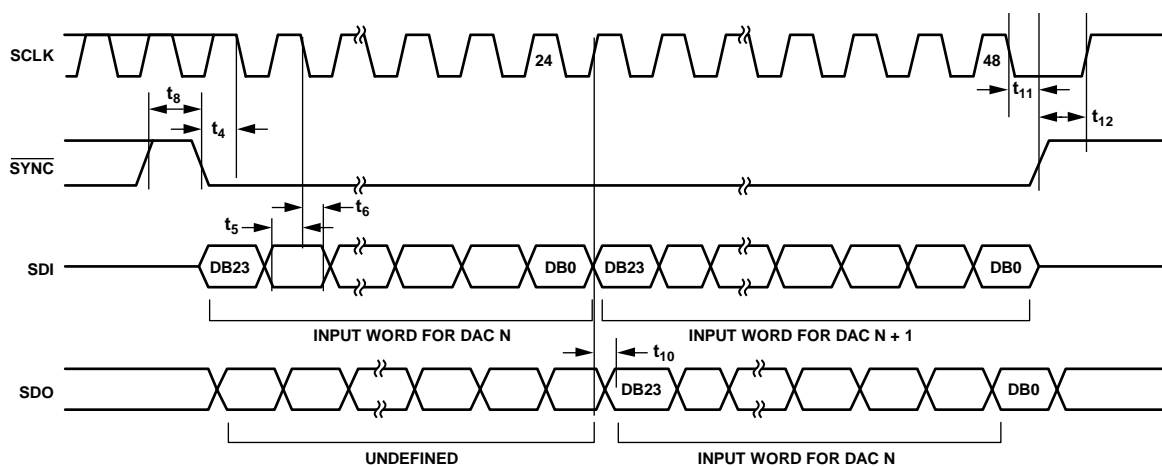 SCLK
24
48
t8
t4
t11
t12
SYNC
t5
t6
SDI
DB23
DB0
DB23
DB0
INPUT WORD FOR DAC N
INPUT WORD FOR DAC N + 1
t10
SDO
DB23
DB0
UNDEFINED
INPUT WORD FOR DAC N